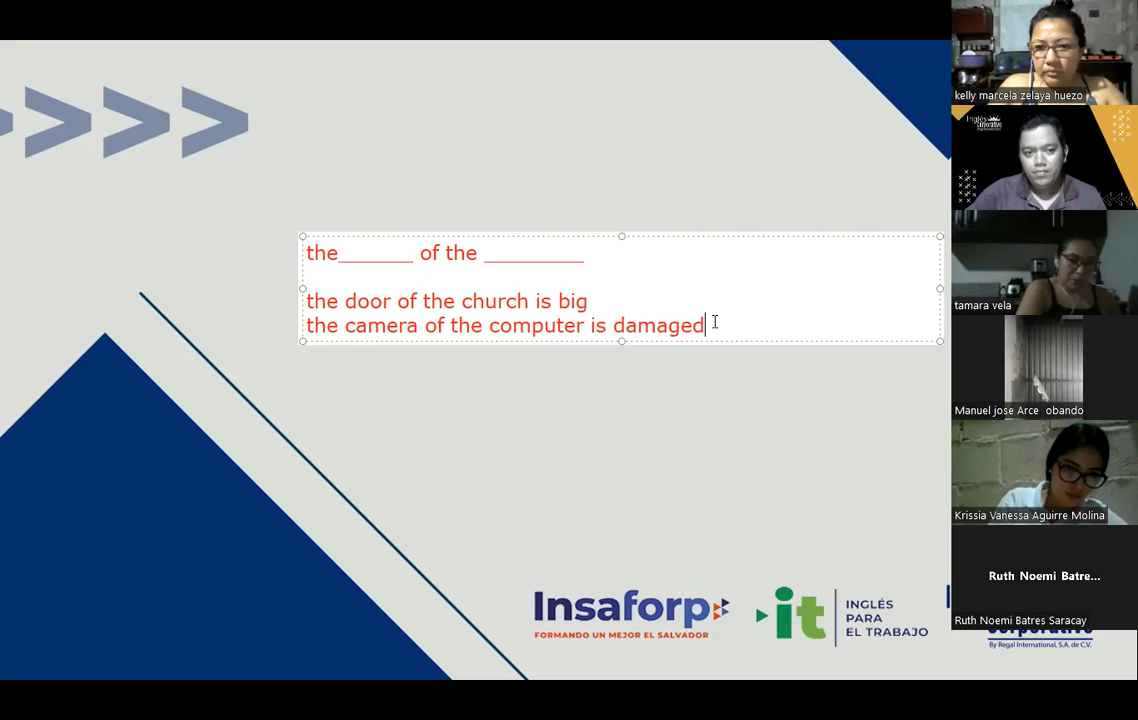 the_______ of the _________
the door of the church is big
the camera of the computer is damaged
Insaforp
FORMANDO UN MEJOR EL SALVADOR
it
INGLÉS
PARA
EL TRABAJO
By Regal International, S.A. de C.V.
kelly marcela zelaya huezo
Inglés
tamara vela
Manuel jose Arce obando
Krissia Vanessa Aguirre Molina
Ruth Noemi Batre...
Ruth Noemi Batres Saracay